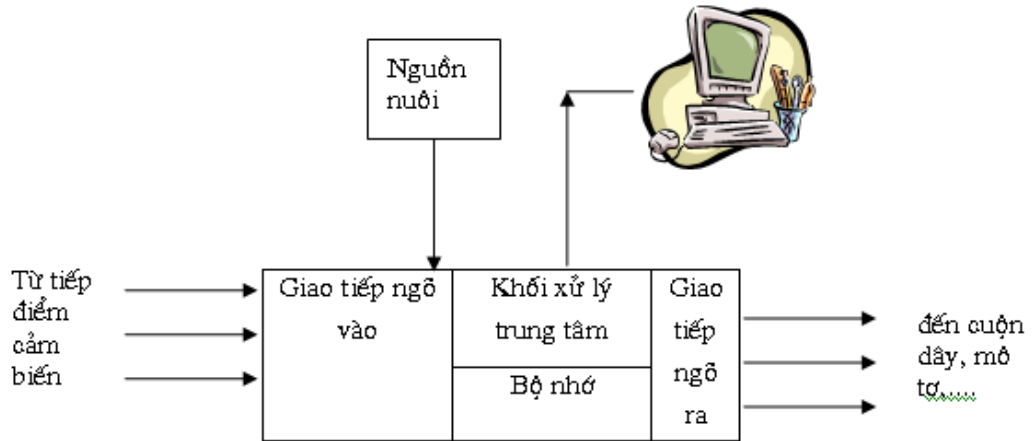 Nguồn
nuôi
Từ tiếp
điểm
cảm
biến
Giao tiếp ngõ
vào
Khối xử lý
trung tâm
Bộ nhớ
Giao
tiếp
ngõ
ra
đến cuộn
dây, mô
tơ,....